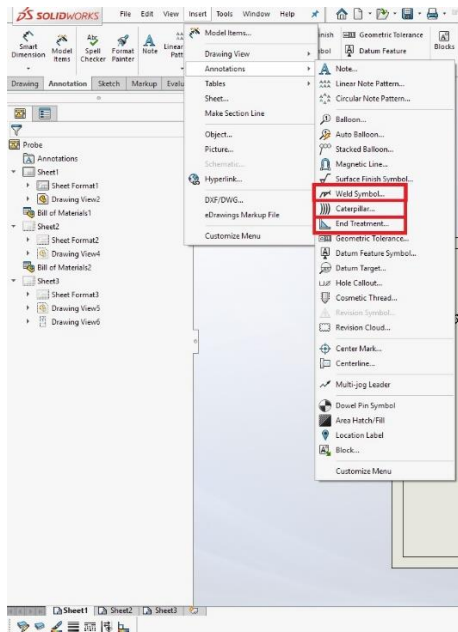 SOLIDWORKS File Edit View Insert Tools Window Help
Smart Dimension
Model Items
Spell Checker
Format Painter
Note
Linear
Geometric Tolerance
Datum Feature
Blocks
Drawing Annotation Sketch Markup
Model Items...
Drawing View
Annotations
Tables
Sheet...
Make Section Line
Object...
Picture...
Schematic...
Hyperlink...
DXF/DWG...
eDrawings Markup File
Customize Menu
Note...
Linear Note Pattern...
Circular Note Pattern...
Balloon...
Auto Balloon...
Stacked Balloon...
Magnetic Line...
Surface Finish Symbol...
Weld Symbol...
Caterpillar...
End Treatment...
Geometric Tolerance...
Datum Feature Symbol...
Datum Target...
Hole Callout...
Cosmetic Thread...
Revision Symbol...
Revision Cloud...
Center Mark...
Centerline...
Multi-jog Leader
Dowel Pin Symbol
Area Hatch/Fill
Location Label
Block...
Customize Menu
Probe
Annotations
Sheet1
Sheet Format1
Drawing View2
Bill of Materials1
Sheet2
Sheet Format2
Drawing View4
Bill of Materials2
Sheet3
Sheet Format3
Drawing View5
Drawing View6
Sheet1 Sheet2 Sheet3